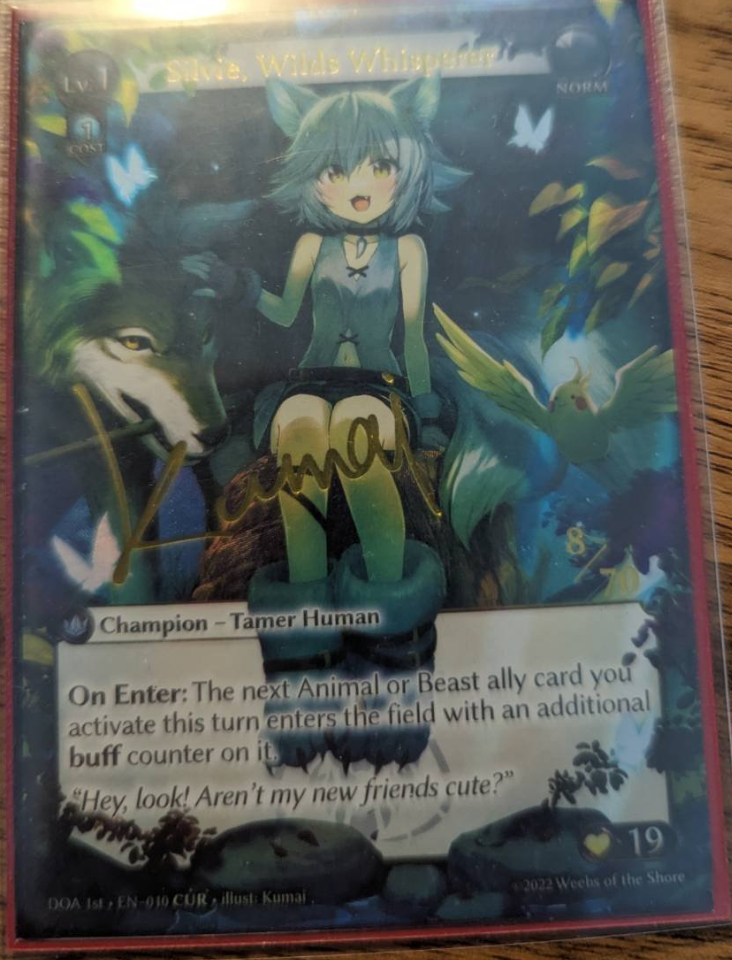 Lv. 1
Silvie, Wilds Whisperer
NORM
1
COST
Kumai
8/70
Champion – Tamer Human
On Enter: The next Animal or Beast ally card you
activate this turn enters the field with an additional
buff counter on it.
"Hey, look! Aren't my new friends cute?"
19
©2022 Weebs of the Shore
DOA 1st • EN-010 CUR • illust: Kumai